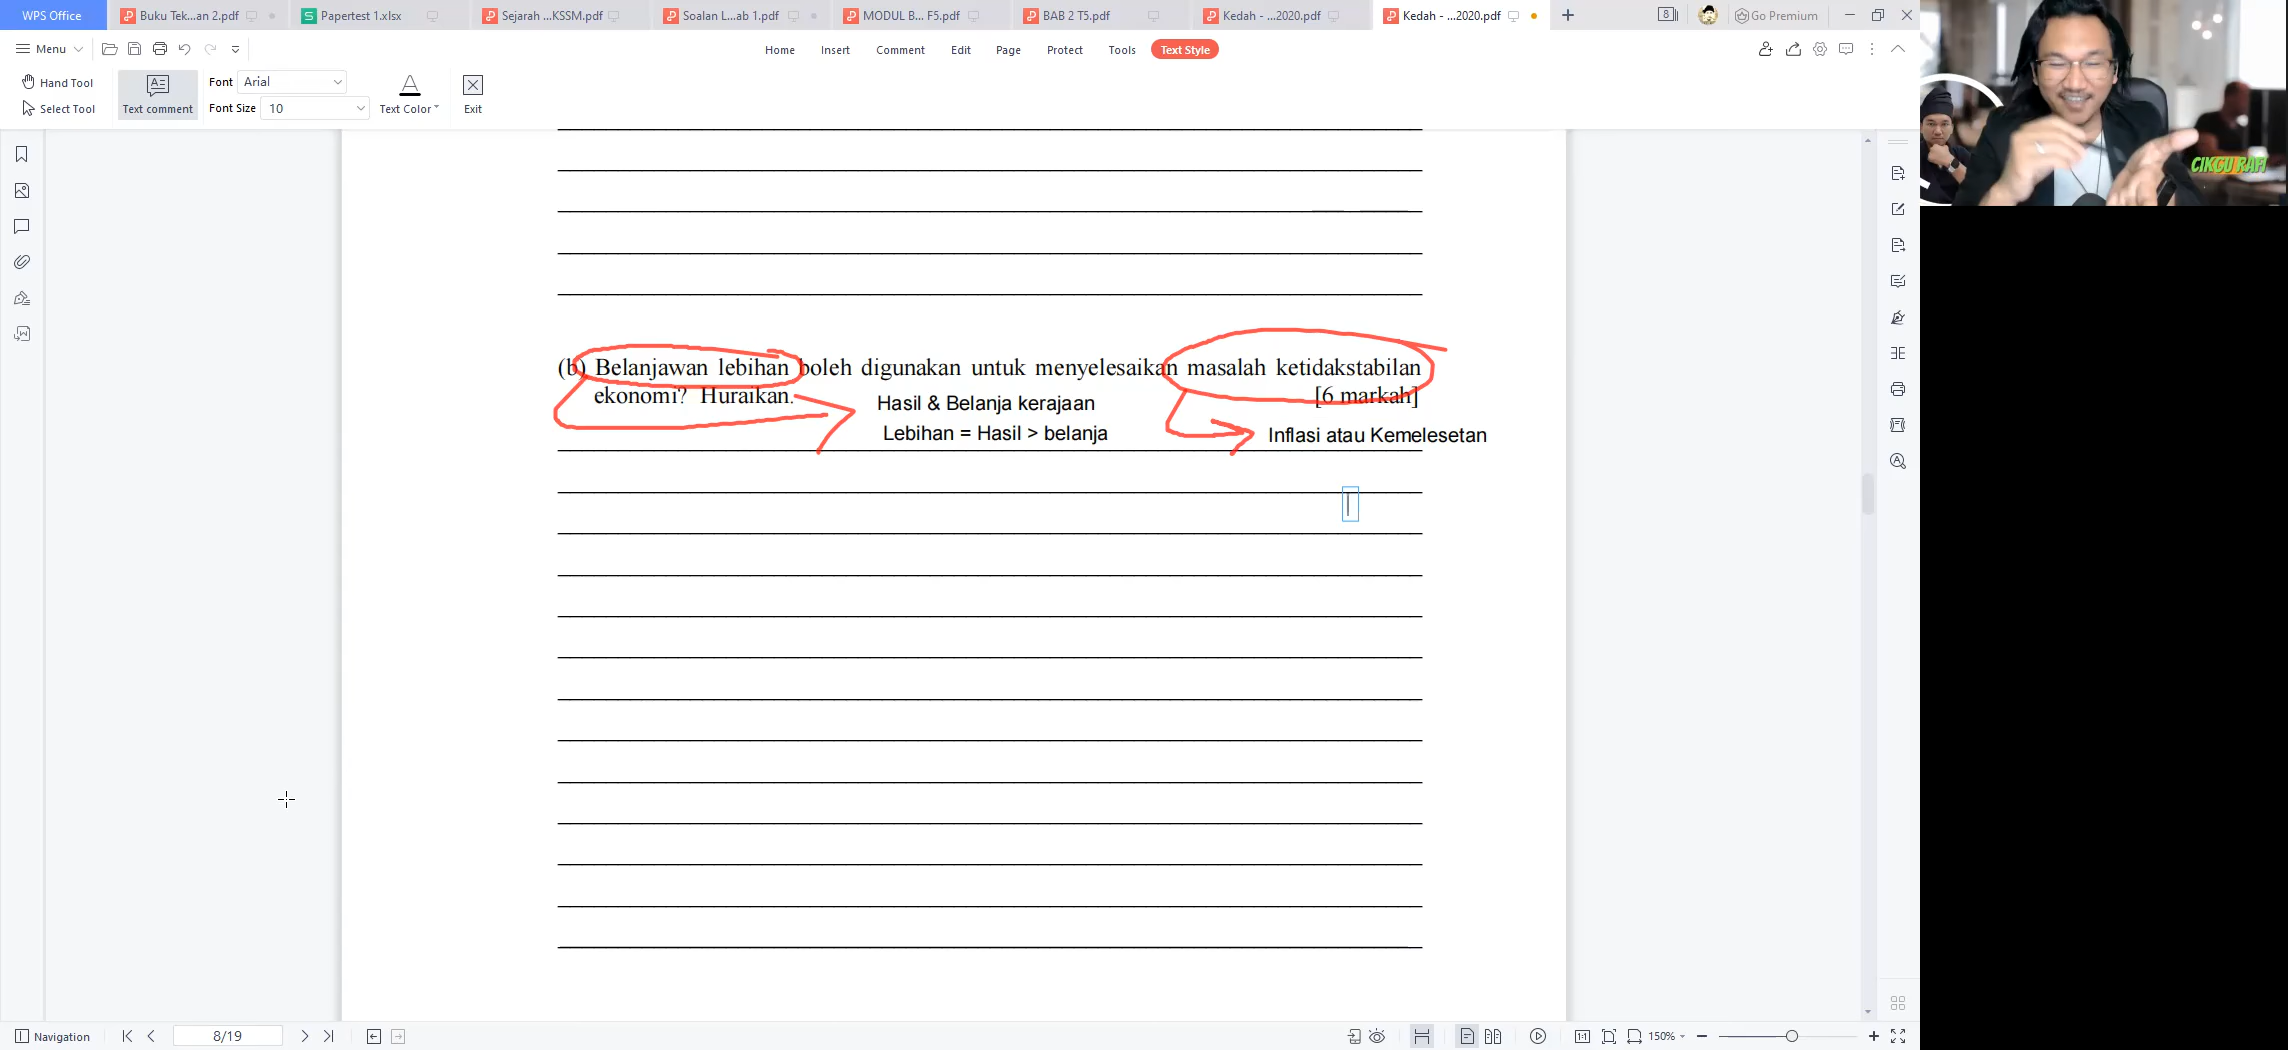 WPS Office
Buku Tek...an 2.pdf
Papertest 1.xlsx
Sejarah ...KSSM.pdf
Soalan L...ab 1.pdf
MODUL B... F5.pdf
BAB 2 T5.pdf
Kedah - ...2020.pdf
Kedah - ...2020.pdf
8
Go Premium
Menu
Home
Insert
Comment
Edit
Page
Protect
Tools
Text Style
Hand Tool
Select Tool
Text comment
Font Arial
Font Size 10
Text Color
Exit
CIKGU RAFI
(b) Belanjawan lebihan boleh digunakan untuk menyelesaikan masalah ketidakstabilan
ekonomi? Huraikan. [6 markah]
Hasil & Belanja kerajaan
Lebihan = Hasil > belanja
Inflasi atau Kemelesetan
Navigation
8/19
1:1
150%